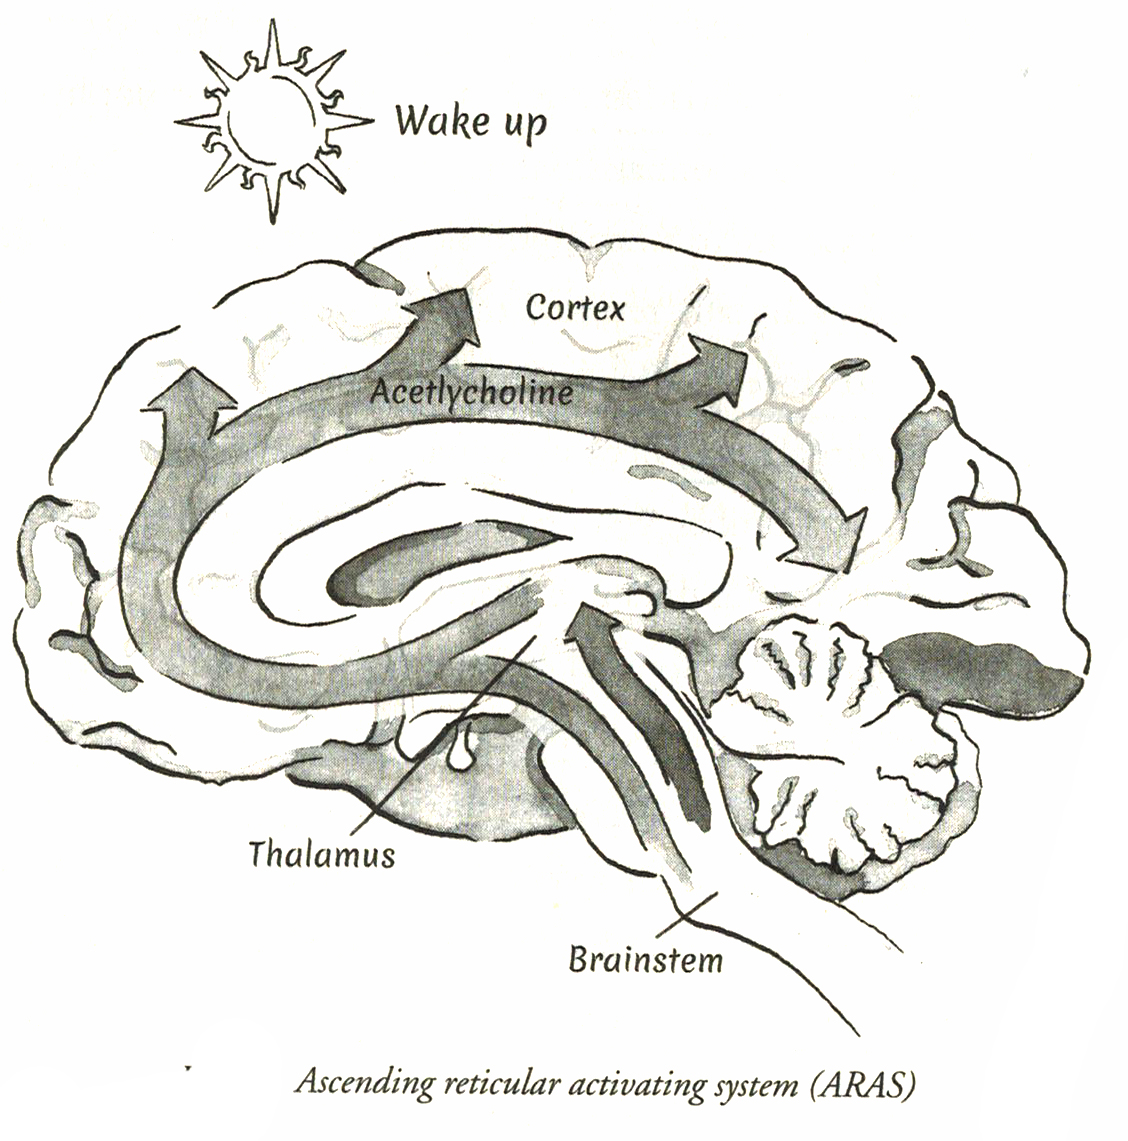 Wake up
Cortex
Acetlycholine
Thalamus
Brainstem
Ascending reticular activating system (ARAS)